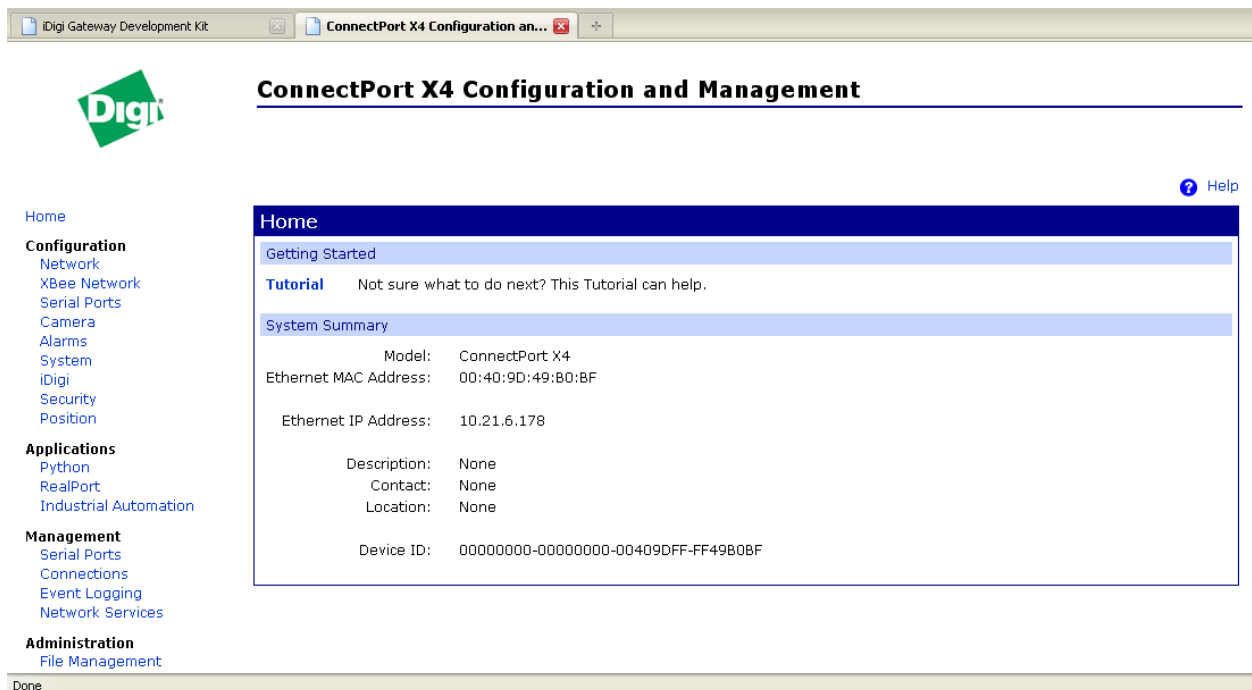 iDigi Gateway Development Kit
ConnectPort X4 Configuration an...
Digi
ConnectPort X4 Configuration and Management
? Help
Home
Configuration
Network
XBee Network
Serial Ports
Camera
Alarms
System
iDigi
Security
Position
Applications
Python
RealPort
Industrial Automation
Management
Serial Ports
Connections
Event Logging
Network Services
Administration
File Management
Home
Getting Started
Tutorial Not sure what to do next? This Tutorial can help.
System Summary
Model: ConnectPort X4
Ethernet MAC Address: 00:40:9D:49:B0:BF
Ethernet IP Address: 10.21.6.178
Description: None
Contact: None
Location: None
Device ID: 00000000-00000000-00409DFF-FF49B0BF
Done